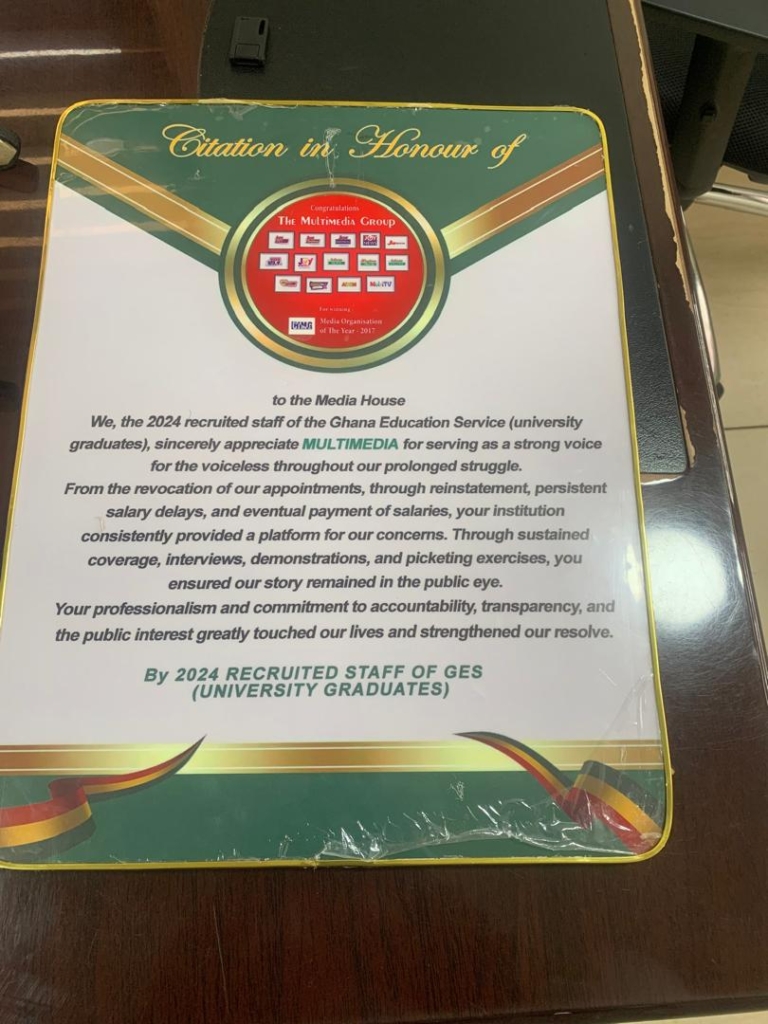 Citation in Honour of
Congratulations
The Multimedia Group
For winning
Media Organisation
of The Year - 2017
to the Media House
We, the 2024 recruited staff of the Ghana Education Service (university
graduates), sincerely appreciate MULTIMEDIA for serving as a strong voice
for the voiceless throughout our prolonged struggle.
From the revocation of our appointments, through reinstatement, persistent
salary delays, and eventual payment of salaries, your institution
consistently provided a platform for our concerns. Through sustained
coverage, interviews, demonstrations, and picketing exercises, you
ensured our story remained in the public eye.
Your professionalism and commitment to accountability, transparency, and
the public interest greatly touched our lives and strengthened our resolve.
By 2024 RECRUITED STAFF OF GES
(UNIVERSITY GRADUATES)